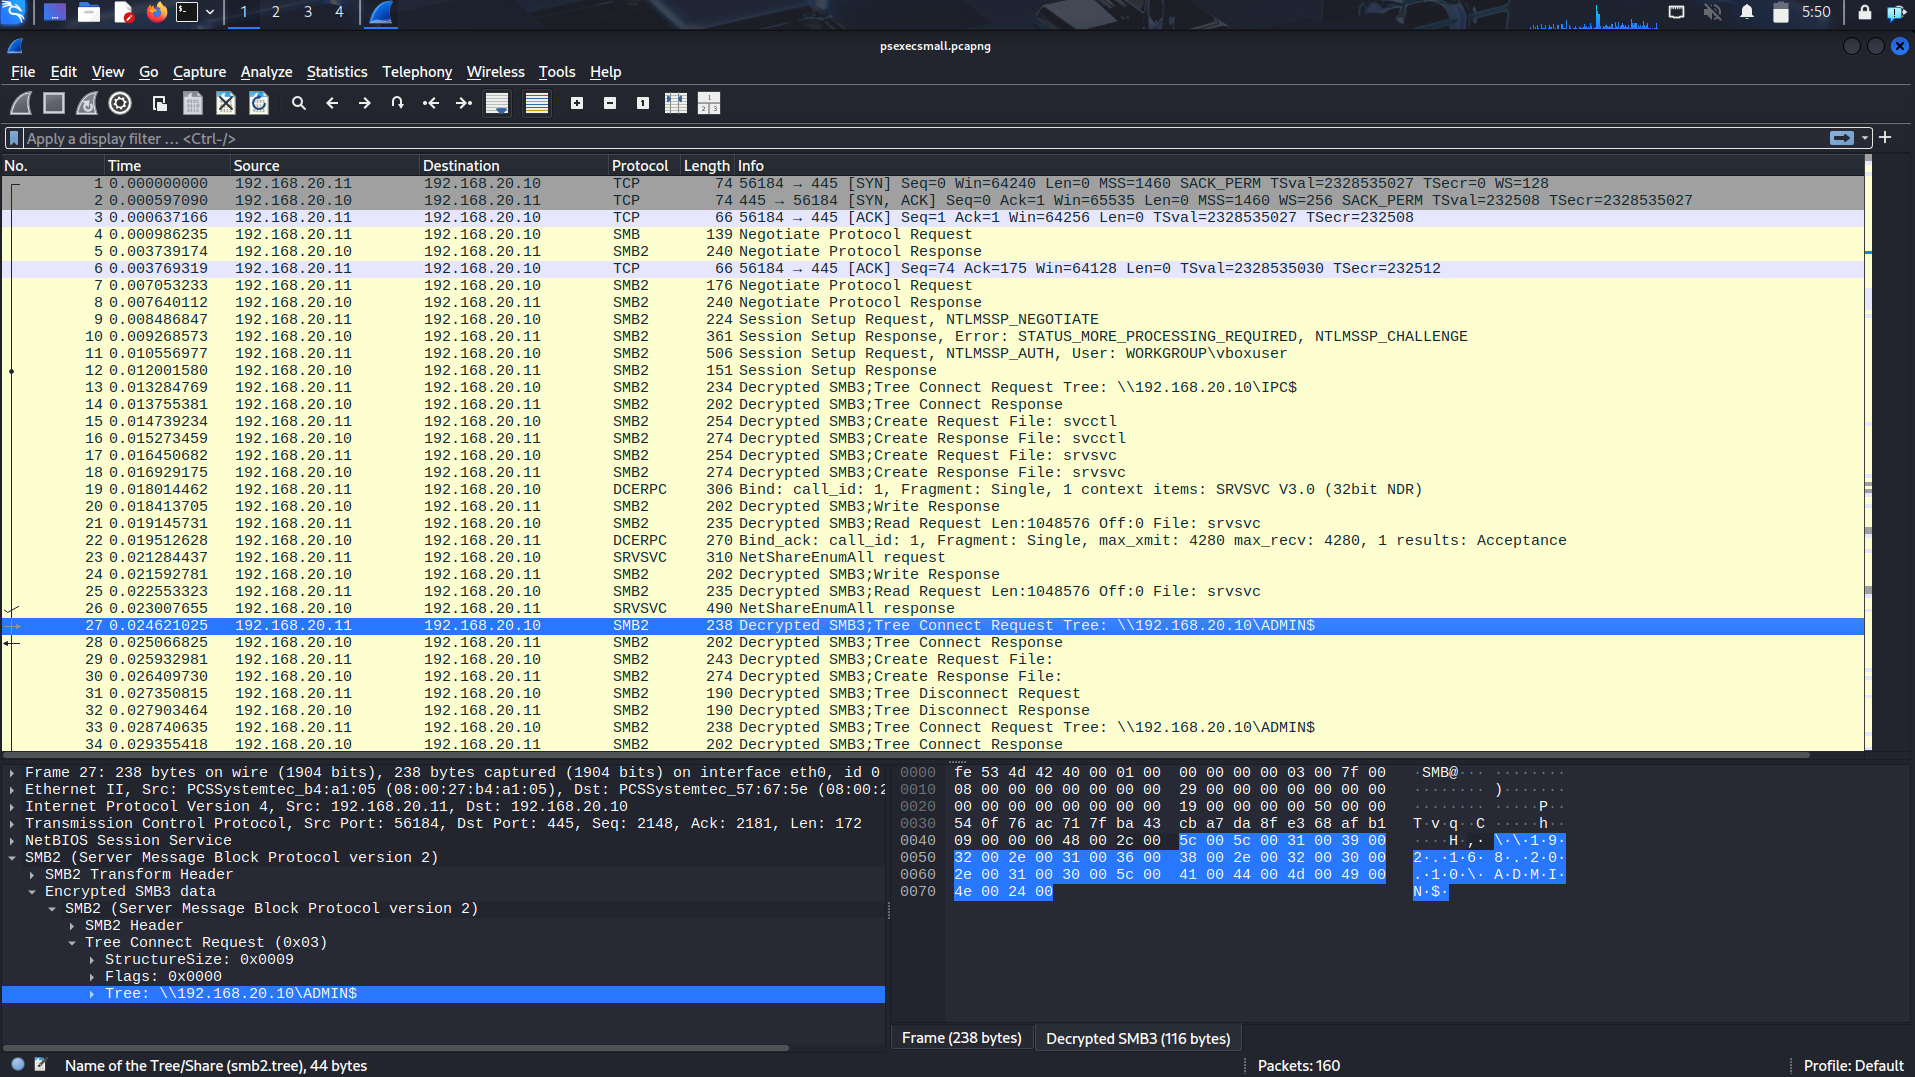 1 2 3 4 5:50
psexecsmall.pcapng
File Edit View Go Capture Analyze Statistics Telephony Wireless Tools Help
Apply a display filter … <Ctrl-/>
No. Time Source Destination Protocol Length Info
1 0.000000000 192.168.20.11 192.168.20.10 TCP 74 56184 → 445 [SYN] Seq=0 Win=64240 Len=0 MSS=1460 SACK_PERM TSval=2328535027 TSecr=0 WS=128
2 0.000597090 192.168.20.10 192.168.20.11 TCP 74 445 → 56184 [SYN, ACK] Seq=0 Ack=1 Win=65535 Len=0 MSS=1460 WS=256 SACK_PERM TSval=232508 TSecr=2328535027
3 0.000637166 192.168.20.11 192.168.20.10 TCP 66 56184 → 445 [ACK] Seq=1 Ack=1 Win=64256 Len=0 TSval=2328535027 TSecr=232508
4 0.000986235 192.168.20.11 192.168.20.10 SMB 139 Negotiate Protocol Request
5 0.003739174 192.168.20.10 192.168.20.11 SMB2 240 Negotiate Protocol Response
6 0.003769319 192.168.20.11 192.168.20.10 TCP 66 56184 → 445 [ACK] Seq=74 Ack=175 Win=64128 Len=0 TSval=2328535030 TSecr=232512
7 0.007053233 192.168.20.11 192.168.20.10 SMB2 176 Negotiate Protocol Request
8 0.007640112 192.168.20.10 192.168.20.11 SMB2 240 Negotiate Protocol Response
9 0.008486847 192.168.20.11 192.168.20.10 SMB2 224 Session Setup Request, NTLMSSP_NEGOTIATE
10 0.009268573 192.168.20.10 192.168.20.11 SMB2 361 Session Setup Response, Error: STATUS_MORE_PROCESSING_REQUIRED, NTLMSSP_CHALLENGE
11 0.010556977 192.168.20.11 192.168.20.10 SMB2 506 Session Setup Request, NTLMSSP_AUTH, User: WORKGROUP\vboxuser
12 0.012001580 192.168.20.10 192.168.20.11 SMB2 151 Session Setup Response
13 0.013284769 192.168.20.11 192.168.20.10 SMB2 234 Decrypted SMB3;Tree Connect Request Tree: \\192.168.20.10\IPC$
14 0.013755381 192.168.20.10 192.168.20.11 SMB2 202 Decrypted SMB3;Tree Connect Response
15 0.014739234 192.168.20.11 192.168.20.10 SMB2 254 Decrypted SMB3;Create Request File: svcctl
16 0.015273459 192.168.20.10 192.168.20.11 SMB2 274 Decrypted SMB3;Create Response File: svcctl
17 0.016450682 192.168.20.11 192.168.20.10 SMB2 254 Decrypted SMB3;Create Request File: srvsvc
18 0.016929175 192.168.20.10 192.168.20.11 SMB2 274 Decrypted SMB3;Create Response File: srvsvc
19 0.018014462 192.168.20.11 192.168.20.10 DCERPC 306 Bind: call_id: 1, Fragment: Single, 1 context items: SRVSVC V3.0 (32bit NDR)
20 0.018413705 192.168.20.10 192.168.20.11 SMB2 202 Decrypted SMB3;Write Response
21 0.019145731 192.168.20.11 192.168.20.10 SMB2 235 Decrypted SMB3;Read Request Len:1048576 Off:0 File: srvsvc
22 0.019512628 192.168.20.10 192.168.20.11 DCERPC 270 Bind_ack: call_id: 1, Fragment: Single, max_xmit: 4280 max_recv: 4280, 1 results: Acceptance
23 0.021284437 192.168.20.11 192.168.20.10 SRVSVC 310 NetShareEnumAll request
24 0.021592781 192.168.20.10 192.168.20.11 SMB2 202 Decrypted SMB3;Write Response
25 0.022553323 192.168.20.11 192.168.20.10 SMB2 235 Decrypted SMB3;Read Request Len:1048576 Off:0 File: srvsvc
26 0.023007655 192.168.20.10 192.168.20.11 SRVSVC 490 NetShareEnumAll response
27 0.024621025 192.168.20.11 192.168.20.10 SMB2 238 Decrypted SMB3;Tree Connect Request Tree: \\192.168.20.10\ADMIN$
28 0.025066825 192.168.20.10 192.168.20.11 SMB2 202 Decrypted SMB3;Tree Connect Response
29 0.025932981 192.168.20.11 192.168.20.10 SMB2 243 Decrypted SMB3;Create Request File:
30 0.026409730 192.168.20.10 192.168.20.11 SMB2 274 Decrypted SMB3;Create Response File:
31 0.027350815 192.168.20.11 192.168.20.10 SMB2 190 Decrypted SMB3;Tree Disconnect Request
32 0.027903464 192.168.20.10 192.168.20.11 SMB2 190 Decrypted SMB3;Tree Disconnect Response
33 0.028740635 192.168.20.11 192.168.20.10 SMB2 238 Decrypted SMB3;Tree Connect Request Tree: \\192.168.20.10\ADMIN$
34 0.029355418 192.168.20.10 192.168.20.11 SMB2 202 Decrypted SMB3;Tree Connect Response
Frame 27: 238 bytes on wire (1904 bits), 238 bytes captured (1904 bits) on interface eth0, id 0
Ethernet II, Src: PCSSystemtec_b4:a1:05 (08:00:27:b4:a1:05), Dst: PCSSystemtec_57:67:5e (08:00:2
Internet Protocol Version 4, Src: 192.168.20.11, Dst: 192.168.20.10
Transmission Control Protocol, Src Port: 56184, Dst Port: 445, Seq: 2148, Ack: 2181, Len: 172
NetBIOS Session Service
SMB2 (Server Message Block Protocol version 2)
SMB2 Transform Header
Encrypted SMB3 data
SMB2 (Server Message Block Protocol version 2)
SMB2 Header
Tree Connect Request (0x03)
StructureSize: 0x0009
Flags: 0x0000
Tree: \\192.168.20.10\ADMIN$
0000 fe 53 4d 42 40 00 01 00 00 00 00 00 03 00 7f 00 ·SMB@··· ········
0010 08 00 00 00 00 00 00 00 29 00 00 00 00 00 00 00 ········ )·······
0020 00 00 00 00 00 00 00 00 19 00 00 00 00 50 00 00 ········ ·····P··
0030 54 0f 76 ac 71 7f ba 43 cb a7 da 8f e3 68 af b1 T·v·q··C ·····h··
0040 09 00 00 00 48 00 2c 00 5c 00 5c 00 31 00 39 00 ····H·,· \·\·1·9·
0050 32 00 2e 00 31 00 36 00 38 00 2e 00 32 00 30 00 2·.·1·6· 8·.·2·0·
0060 2e 00 31 00 30 00 5c 00 41 00 44 00 4d 00 49 00 .·1·0·\· A·D·M·I·
0070 4e 00 24 00 N·$·
Frame (238 bytes) Decrypted SMB3 (116 bytes)
Name of the Tree/Share (smb2.tree), 44 bytes Packets: 160 Profile: Default